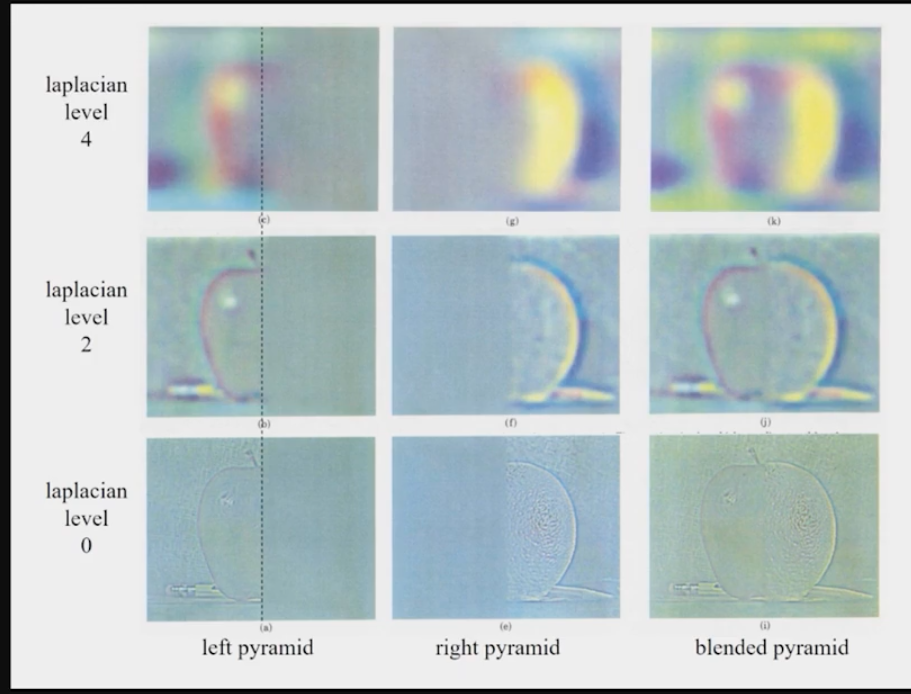 laplacian
level
4
(c)
(g)
(k)
laplacian
level
2
(b)
(f)
(j)
laplacian
level
0
(a)
(e)
(i)
left pyramid
right pyramid
blended pyramid